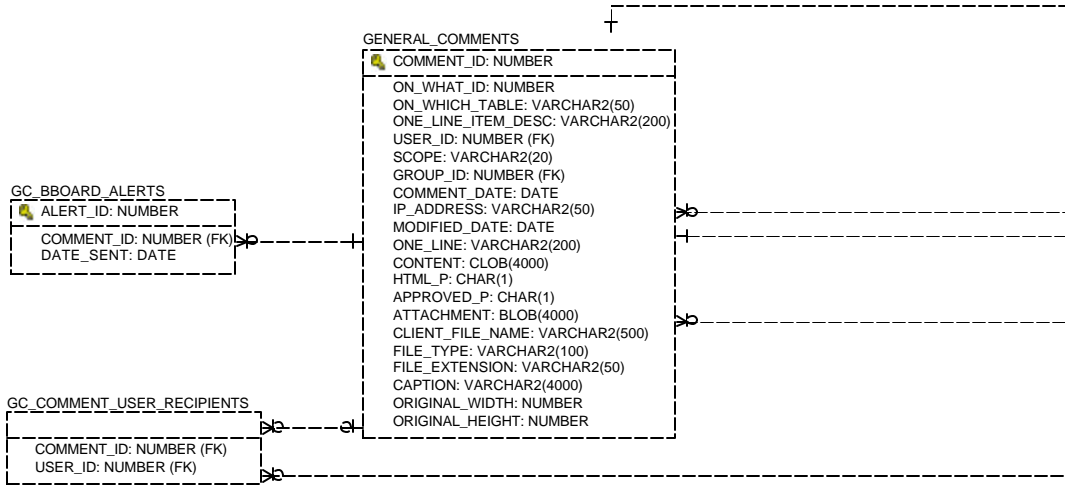 GENERAL_COMMENTS
COMMENT_ID: NUMBER
ON_WHAT_ID: NUMBER
ON_WHICH_TABLE: VARCHAR2(50)
ONE_LINE_ITEM_DESC: VARCHAR2(200)
USER_ID: NUMBER (FK)
SCOPE: VARCHAR2(20)
GROUP_ID: NUMBER (FK)
COMMENT_DATE: DATE
IP_ADDRESS: VARCHAR2(50)
MODIFIED_DATE: DATE
ONE_LINE: VARCHAR2(200)
CONTENT: CLOB(4000)
HTML_P: CHAR(1)
APPROVED_P: CHAR(1)
ATTACHMENT: BLOB(4000)
CLIENT_FILE_NAME: VARCHAR2(500)
FILE_TYPE: VARCHAR2(100)
FILE_EXTENSION: VARCHAR2(50)
CAPTION: VARCHAR2(4000)
ORIGINAL_WIDTH: NUMBER
ORIGINAL_HEIGHT: NUMBER
GC_BBOARD_ALERTS
ALERT_ID: NUMBER
COMMENT_ID: NUMBER (FK)
DATE_SENT: DATE
GC_COMMENT_USER_RECIPIENTS
COMMENT_ID: NUMBER (FK)
USER_ID: NUMBER (FK)